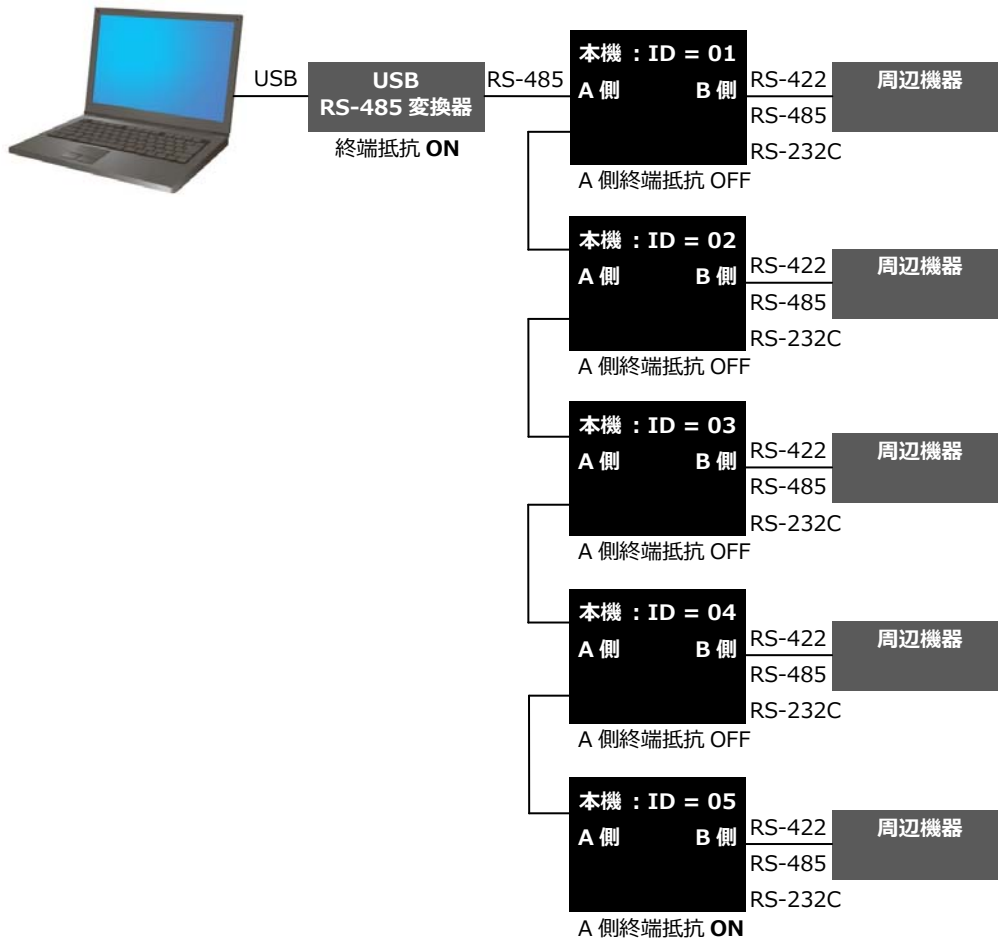 USB
USB
RS-485 変換器
終端抵抗 ON
RS-485
本機 : ID = 01
A 側 B 側
A 側終端抵抗 OFF
RS-422
RS-485
RS-232C
周辺機器
本機 : ID = 02
A 側 B 側
A 側終端抵抗 OFF
RS-422
RS-485
RS-232C
周辺機器
本機 : ID = 03
A 側 B 側
A 側終端抵抗 OFF
RS-422
RS-485
RS-232C
周辺機器
本機 : ID = 04
A 側 B 側
A 側終端抵抗 OFF
RS-422
RS-485
RS-232C
周辺機器
本機 : ID = 05
A 側 B 側
A 側終端抵抗 ON
RS-422
RS-485
RS-232C
周辺機器